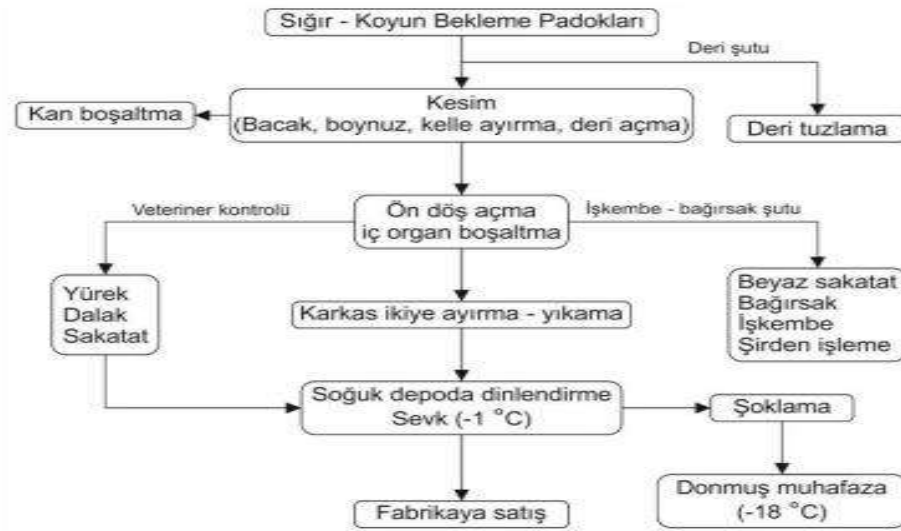 Sığır - Koyun Bekleme Padokları
Deri şutu
Kan boşaltma
Kesim
(Bacak, boynuz, kelle ayırma, deri açma)
Deri tuzlama
Veteriner kontrolü
Ön döş açma
iç organ boşaltma
İşkembe - bağırsak şutu
Yürek
Dalak
Sakatat
Karkas ikiye ayırma - yıkama
Beyaz sakatat
Bağırsak
İşkembe
Şirden işleme
Soğuk depoda dinlendirme
Sevk (-1 °C)
Şoklama
Fabrikaya satış
Donmuş muhafaza
(-18 °C)